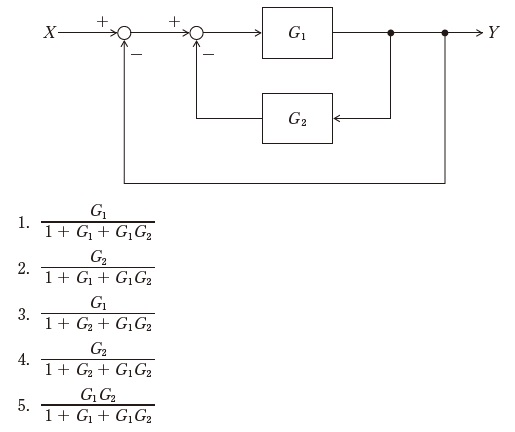 X + − + − G₁ Y
G₂
1. G₁ / (1 + G₁ + G₁G₂)
2. G₂ / (1 + G₁ + G₁G₂)
3. G₁ / (1 + G₂ + G₁G₂)
4. G₂ / (1 + G₂ + G₁G₂)
5. G₁G₂ / (1 + G₁ + G₁G₂)